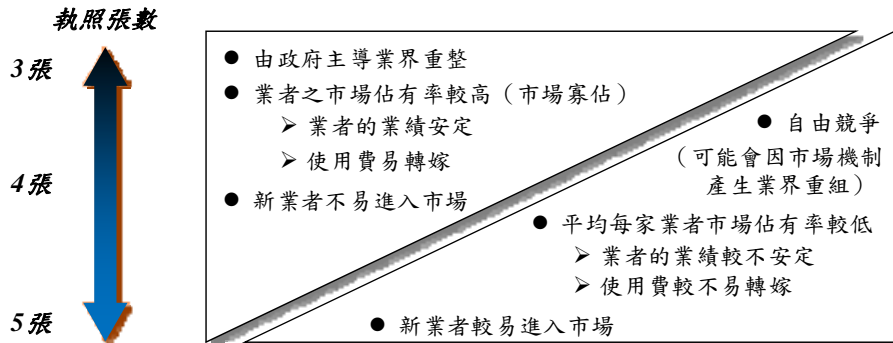 執照張數
3張
4張
5張
● 由政府主導業界重整
● 業者之市場佔有率較高（市場寡佔）
➢ 業者的業績安定
➢ 使用費易轉嫁
● 新業者不易進入市場
● 自由競爭
（可能會因市場機制
產生業界重組）
● 平均每家業者市場佔有率較低
➢ 業者的業績較不安定
➢ 使用費較不易轉嫁
● 新業者較易進入市場